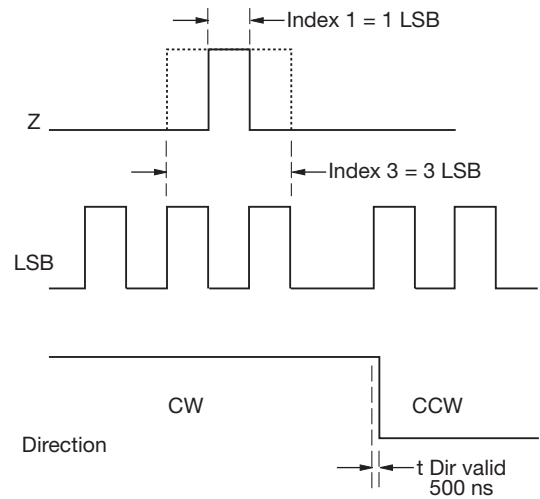 Index 1 = 1 LSB
Z
Index 3 = 3 LSB
LSB
CW
CCW
Direction
t Dir valid
500 ns